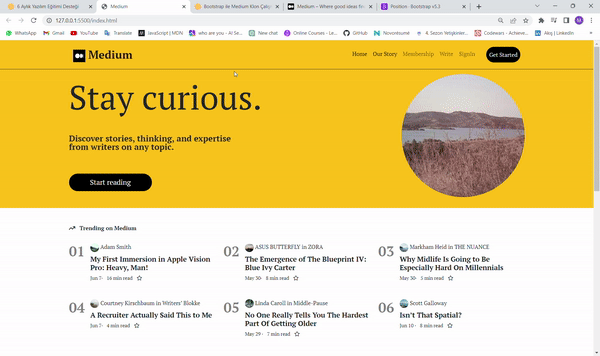 6 Aylık Yazılım Eğitimi Desteği
Medium
Bootstrap ile Medium Klon Çalış
Medium – Where good ideas fi
Position · Bootstrap v5.3
127.0.0.1:5500/index.html
WhatsApp
Gmail
YouTube
Translate
JavaScript | MDN
who are you - AI Se...
New chat
Online Courses - Le...
GitHub
Novoresumé
4. Sezon Yetişkinler...
Codewars - Achieve...
Akış | LinkedIn
Medium
Home
Our Story
Membership
Write
SignIn
Get Started
Stay curious.
Discover stories, thinking, and expertise
from writers on any topic.
Start reading
Trending on Medium
01
Adam Smith
My First Immersion in Apple Vision
Pro: Heavy, Man!
Jun 7 · 16 min read
02
ASUS BUTTERFLY in ZORA
The Emergence of The Blueprint IV:
Blue Ivy Carter
May 30 · 8 min read
03
Markham Heid in THE NUANCE
Why Midlife Is Going to Be
Especially Hard On Millennials
May 30 · 5 min read
04
Courtney Kirschbaum in Writers' Blokke
A Recruiter Actually Said This to Me
Jun 7 · 4 min read
05
Linda Caroll in Middle-Pause
No One Really Tells You The Hardest
Part Of Getting Older
May 29 · 7 min read
06
Scott Galloway
Isn't That Spatial?
Jun 10 · 8 min read